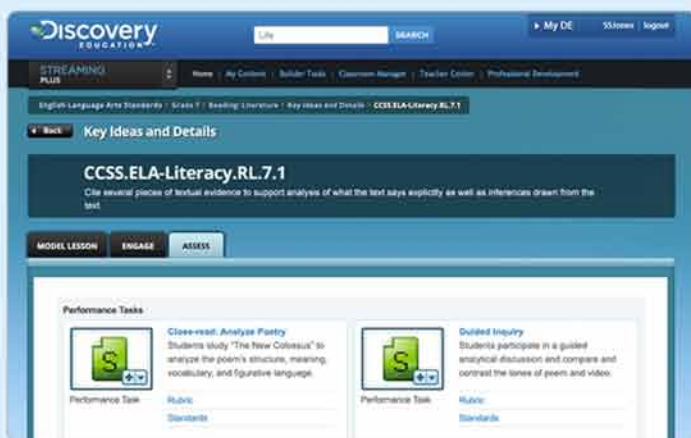 Discovery
EDUCATION
Life
SEARCH
My DE
SSJones
logout
STREAMING
PLUS
Home | My Content | Builder Tools | Classroom Manager | Teacher Center | Professional Development
English Language Arts Standards / Grade 7 / Reading: Literature / Key Ideas and Details / CCSS.ELA-Literacy.RL.7.1
Back
Key Ideas and Details
CCSS.ELA-Literacy.RL.7.1
Cite several pieces of textual evidence to support analysis of what the text says explicitly as well as inferences drawn from the
text
MODEL LESSON
ENGAGE
ASSESS
Performance Tasks
S
Performance Task
Close-read: Analyze Poetry
Students study "The New Colossus" to
analyze the poem's structure, meaning,
vocabulary, and figurative language.
Rubric
Standards
S
Performance Task
Guided Inquiry
Students participate in a guided
analytical discussion and compare and
contrast the tones of poem and video.
Rubric
Standards